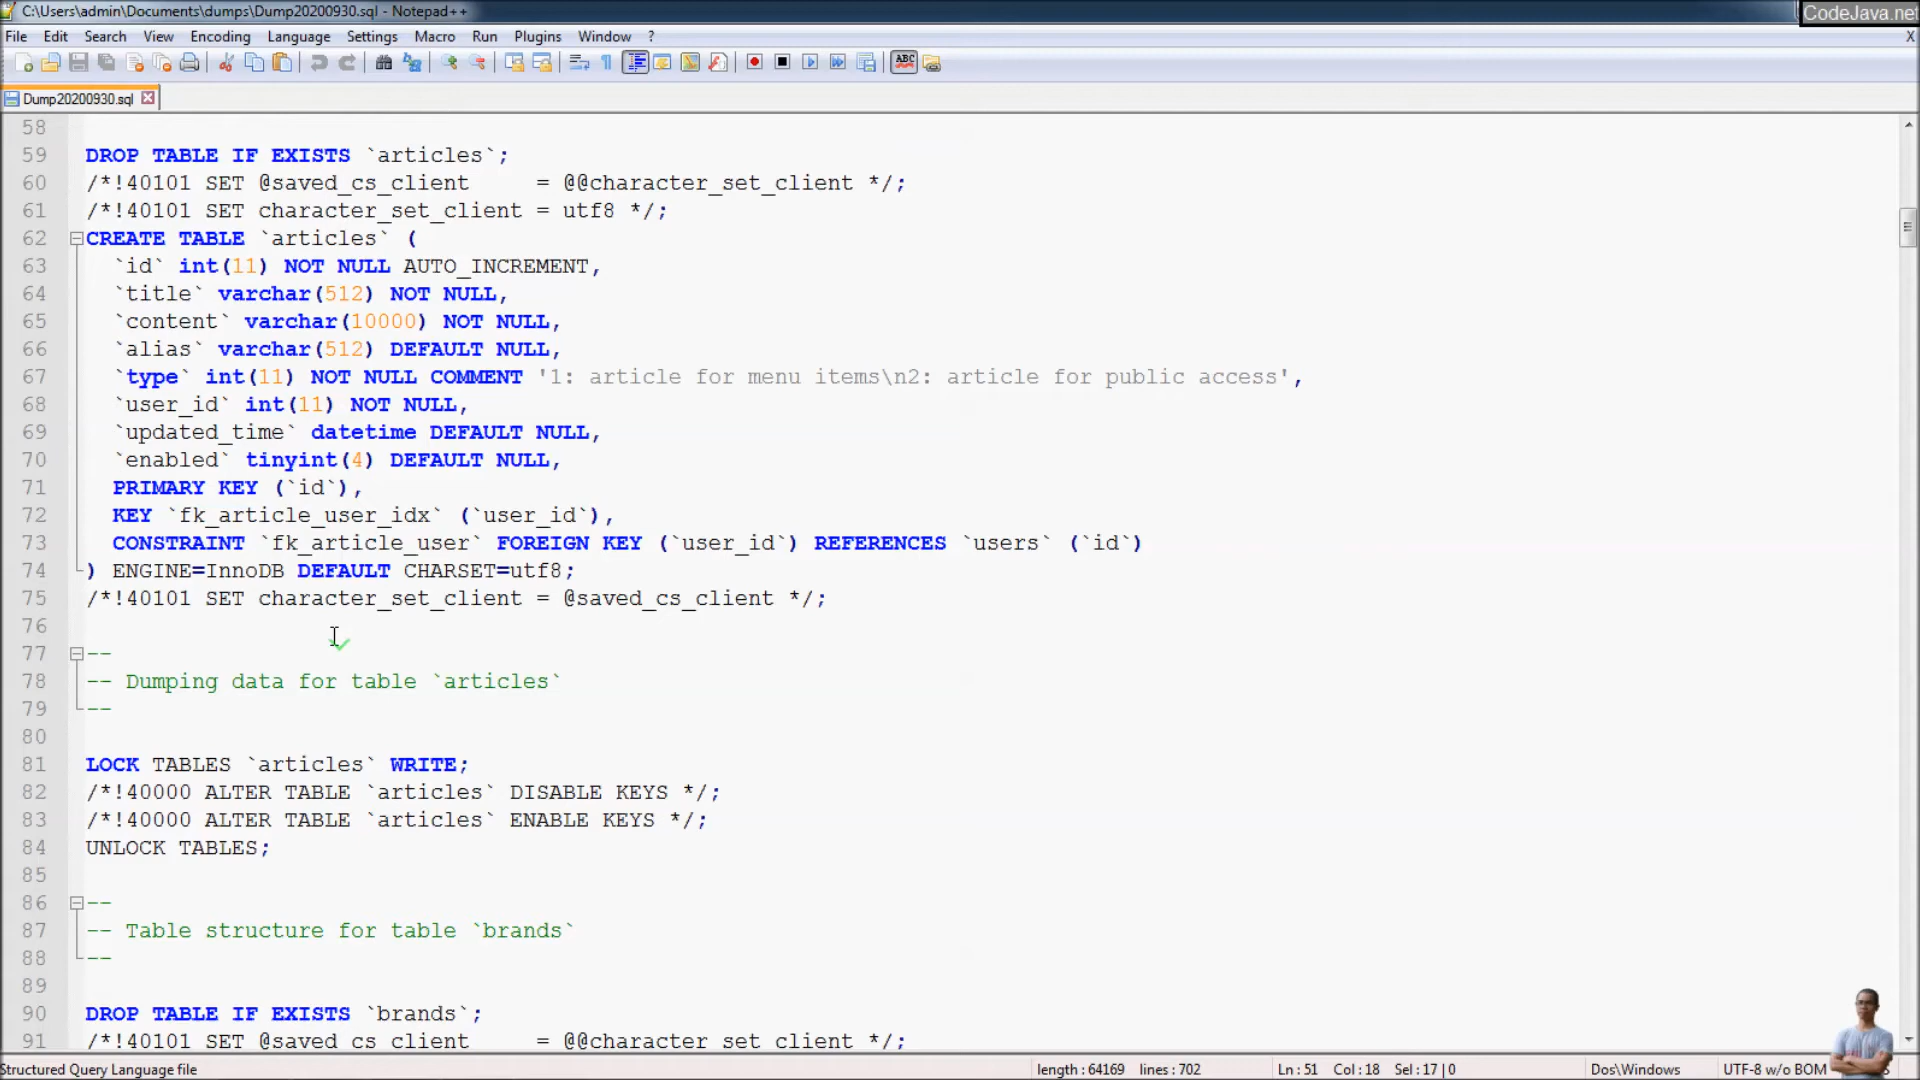 C:\Users\admin\Documents\dumps\Dump20200930.sql - Notepad++
CodeJava.net
File Edit Search View Encoding Language Settings Macro Run Plugins Window ? X
ABC
Dump20200930.sql
58
59 DROP TABLE IF EXISTS `articles`;
60 /*!40101 SET @saved_cs_client     = @@character_set_client */;
61 /*!40101 SET character_set_client = utf8 */;
62 CREATE TABLE `articles` (
63   `id` int(11) NOT NULL AUTO_INCREMENT,
64   `title` varchar(512) NOT NULL,
65   `content` varchar(10000) NOT NULL,
66   `alias` varchar(512) DEFAULT NULL,
67   `type` int(11) NOT NULL COMMENT '1: article for menu items\n2: article for public access',
68   `user_id` int(11) NOT NULL,
69   `updated_time` datetime DEFAULT NULL,
70   `enabled` tinyint(4) DEFAULT NULL,
71   PRIMARY KEY (`id`),
72   KEY `fk_article_user_idx` (`user_id`),
73   CONSTRAINT `fk_article_user` FOREIGN KEY (`user_id`) REFERENCES `users` (`id`)
74 ) ENGINE=InnoDB DEFAULT CHARSET=utf8;
75 /*!40101 SET character_set_client = @saved_cs_client */;
76
77 --
78 -- Dumping data for table `articles`
79 --
80
81 LOCK TABLES `articles` WRITE;
82 /*!40000 ALTER TABLE `articles` DISABLE KEYS */;
83 /*!40000 ALTER TABLE `articles` ENABLE KEYS */;
84 UNLOCK TABLES;
85
86 --
87 -- Table structure for table `brands`
88 --
89
90 DROP TABLE IF EXISTS `brands`;
91 /*!40101 SET @saved_cs_client     = @@character_set_client */;
Structured Query Language file length : 64169 lines : 702 Ln : 51 Col : 18 Sel : 17 | 0 Dos\Windows UTF-8 w/o BOM